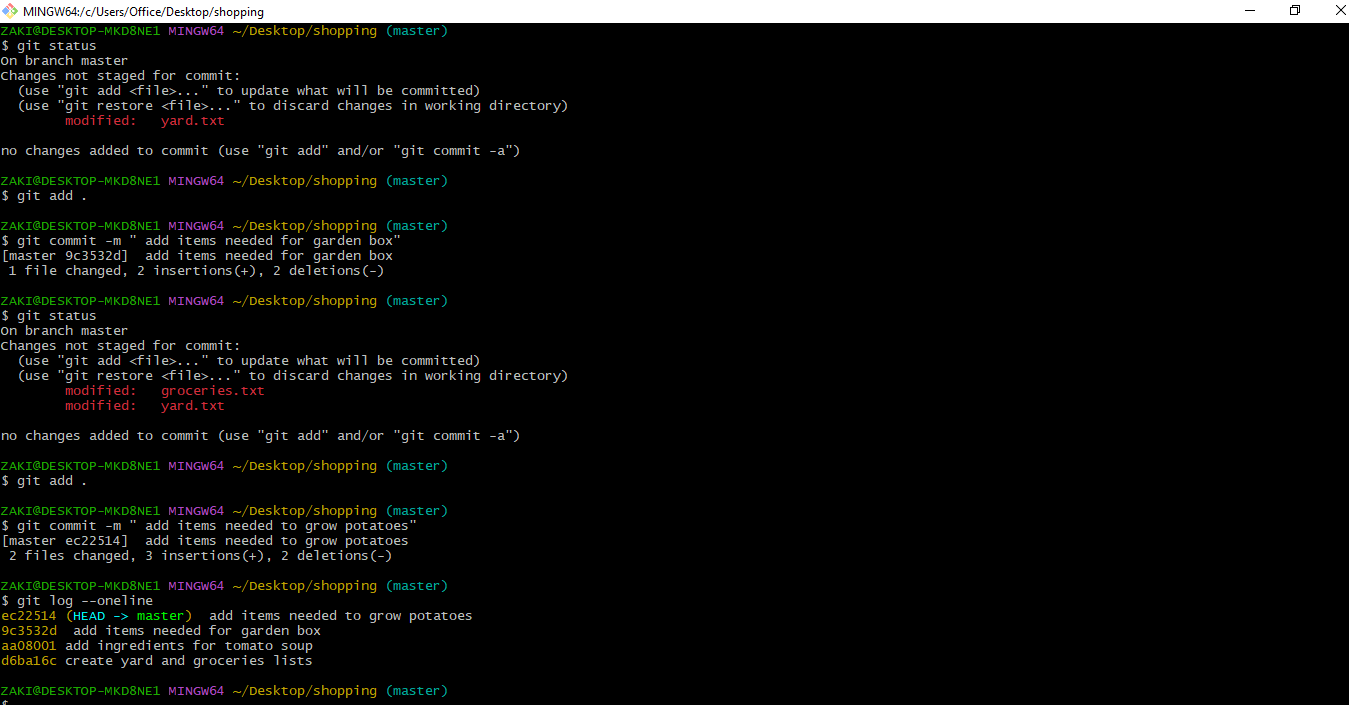 MINGW64:/c/Users/Office/Desktop/shopping
ZAKI@DESKTOP-MKD8NE1 MINGW64 ~/Desktop/shopping (master)
$ git status
On branch master
Changes not staged for commit:
  (use "git add <file>..." to update what will be committed)
  (use "git restore <file>..." to discard changes in working directory)
        modified:   yard.txt

no changes added to commit (use "git add" and/or "git commit -a")

ZAKI@DESKTOP-MKD8NE1 MINGW64 ~/Desktop/shopping (master)
$ git add .

ZAKI@DESKTOP-MKD8NE1 MINGW64 ~/Desktop/shopping (master)
$ git commit -m " add items needed for garden box"
[master 9c3532d]  add items needed for garden box
 1 file changed, 2 insertions(+), 2 deletions(-)

ZAKI@DESKTOP-MKD8NE1 MINGW64 ~/Desktop/shopping (master)
$ git status
On branch master
Changes not staged for commit:
  (use "git add <file>..." to update what will be committed)
  (use "git restore <file>..." to discard changes in working directory)
        modified:   groceries.txt
        modified:   yard.txt

no changes added to commit (use "git add" and/or "git commit -a")

ZAKI@DESKTOP-MKD8NE1 MINGW64 ~/Desktop/shopping (master)
$ git add .

ZAKI@DESKTOP-MKD8NE1 MINGW64 ~/Desktop/shopping (master)
$ git commit -m " add items needed to grow potatoes"
[master ec22514]  add items needed to grow potatoes
 2 files changed, 3 insertions(+), 2 deletions(-)

ZAKI@DESKTOP-MKD8NE1 MINGW64 ~/Desktop/shopping (master)
$ git log --oneline
ec22514 (HEAD -> master)  add items needed to grow potatoes
9c3532d  add items needed for garden box
aa08001 add ingredients for tomato soup
d6ba16c create yard and groceries lists

ZAKI@DESKTOP-MKD8NE1 MINGW64 ~/Desktop/shopping (master)
$